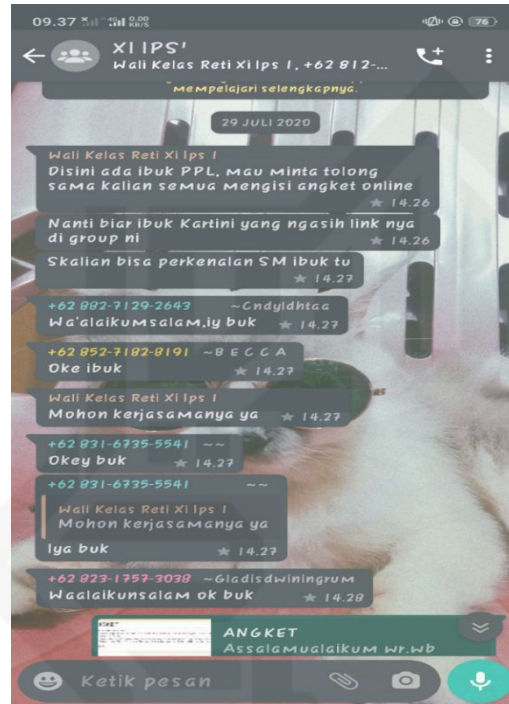 09.37 4G 0.00 KB/S 76
XI IPS'
Wali Kelas Reti Xi Ips 1, +62 812-...
mempelajari selengkapnya.
29 JULI 2020
Wali Kelas Reti Xi Ips 1
Disini ada ibuk PPL, mau minta tolong
sama kalian semua mengisi angket online
14.26
Nanti biar ibuk Kartini yang ngasih link nya
di group ni
14.26
Skalian bisa perkenalan sm ibuk tu
14.27
+62 882-7129-2643 ~Cndyldhtaa
Wa'alaikumsalam,iy buk 14.27
+62 852-7182-8191 ~B E C C A
Oke ibuk
14.27
Wali Kelas Reti Xi Ips 1
Mohon kerjasamanya ya 14.27
+62 831-6735-5541 ~~
Okey buk 14.27
+62 831-6735-5541 ~~
Wali Kelas Reti Xi Ips 1
Mohon kerjasamanya ya
Iya buk 14.27
+62 823-1757-3038 ~Gladisdwiningrum
Waalaikunsalam ok buk 14.28
ANGKET
Assalamualaikum wr.wb
Ketik pesan